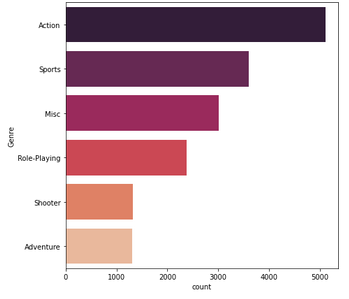 Action
Sports
Misc
Role-Playing
Shooter
Adventure
Genre
0 1000 2000 3000 4000 5000
count